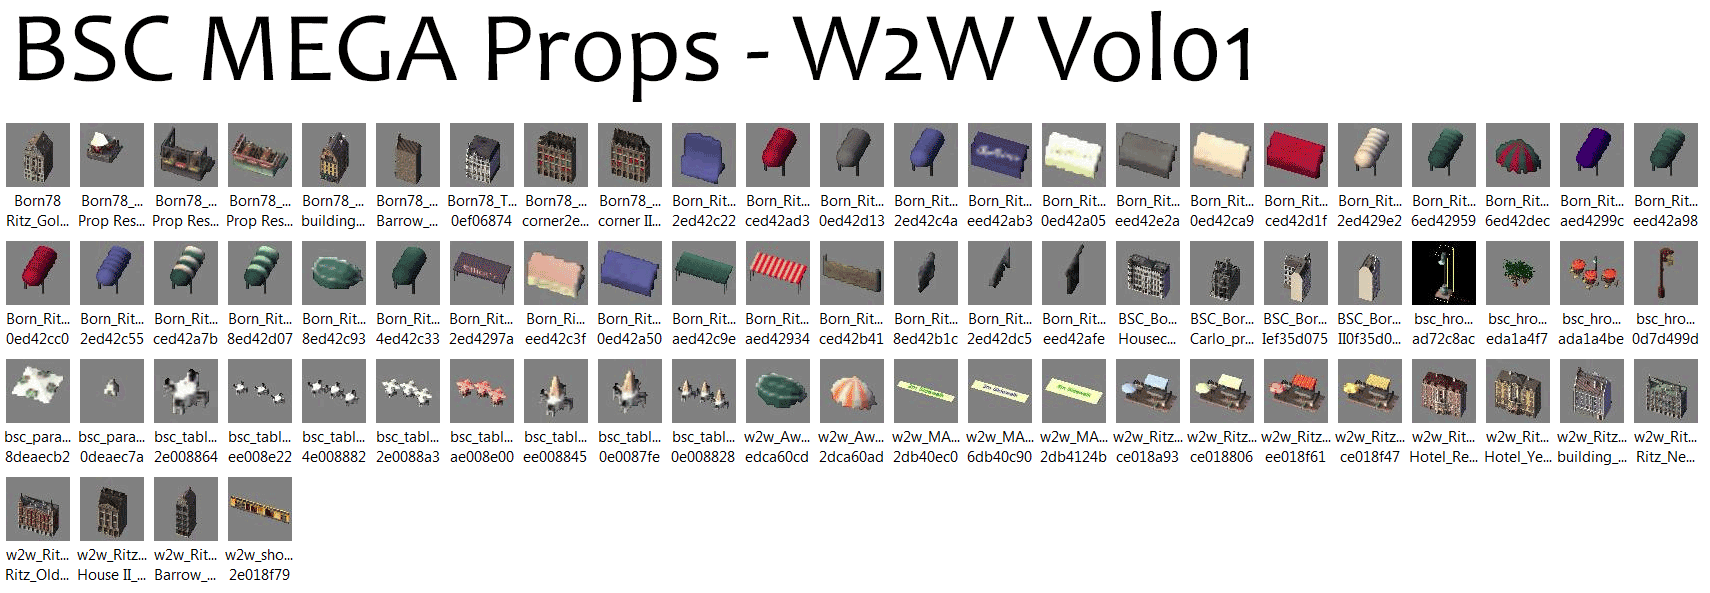 BSC MEGA Props - W2W Vol01
Born78 Born78_... Born78_... Born78_... Born78_... Born78_... Born78_T... Born78_... Born78_... Born_Rit... Born_Rit... Born_Rit... Born_Rit... Born_Rit... Born_Rit... Born_Rit... Born_Rit... Born_Rit... Born_Rit... Born_Rit... Born_Rit... Born_Rit... Born_Rit...
Ritz_Gol... Prop Res... Prop Res... Prop Res... building... Barrow_... 0ef06874 corner2e... corner II... 2ed42c22 ced42ad3 0ed42d13 2ed42c4a eed42ab3 0ed42a05 eed42e2a 0ed42ca9 ced42d1f 2ed429e2 6ed42959 6ed42dec aed4299c eed42a98
Born_Rit... Born_Rit... Born_Rit... Born_Rit... Born_Rit... Born_Rit... Born_Rit... Born_Ri... Born_Rit... Born_Rit... Born_Rit... Born_Rit... Born_Rit... Born_Rit... Born_Rit... BSC_Bo... BSC_Bor... BSC_Bor... BSC_Bor... bsc_hro... bsc_hro... bsc_hro... bsc_hro...
0ed42cc0 2ed42c55 ced42a7b 8ed42d07 8ed42c93 4ed42c33 2ed4297a eed42c3f 0ed42a50 aed42c9e aed42934 ced42b41 8ed42b1c 2ed42dc5 eed42afe Housec... Carlo_pr... Ief35d075 II0f35d0... ad72c8ac eda1a4f7 ada1a4be 0d7d499d
bsc_para... bsc_para... bsc_tabl... bsc_tabl... bsc_tabl... bsc_tabl... bsc_tabl... bsc_tabl... bsc_tabl... bsc_tabl... w2w_Aw... w2w_Aw... w2w_MA... w2w_MA... w2w_MA... w2w_Ritz... w2w_Ritz... w2w_Ritz... w2w_Ritz... w2w_Rit... w2w_Rit... w2w_Ritz... w2w_Rit...
8deaecb2 0deaec7a 2e008864 ee008e22 4e008882 2e0088a3 ae008e00 ee008845 0e0087fe 0e008828 edca60cd 2dca60ad 2db40ec0 6db40c90 2db4124b ce018a93 ce018806 ee018f61 ce018f47 Hotel_Re... Hotel_Ye... building_... Ritz_Ne...
w2w_Rit... w2w_Ritz... w2w_Rit... w2w_sho...
Ritz_Old... House II_... Barrow_... 2e018f79